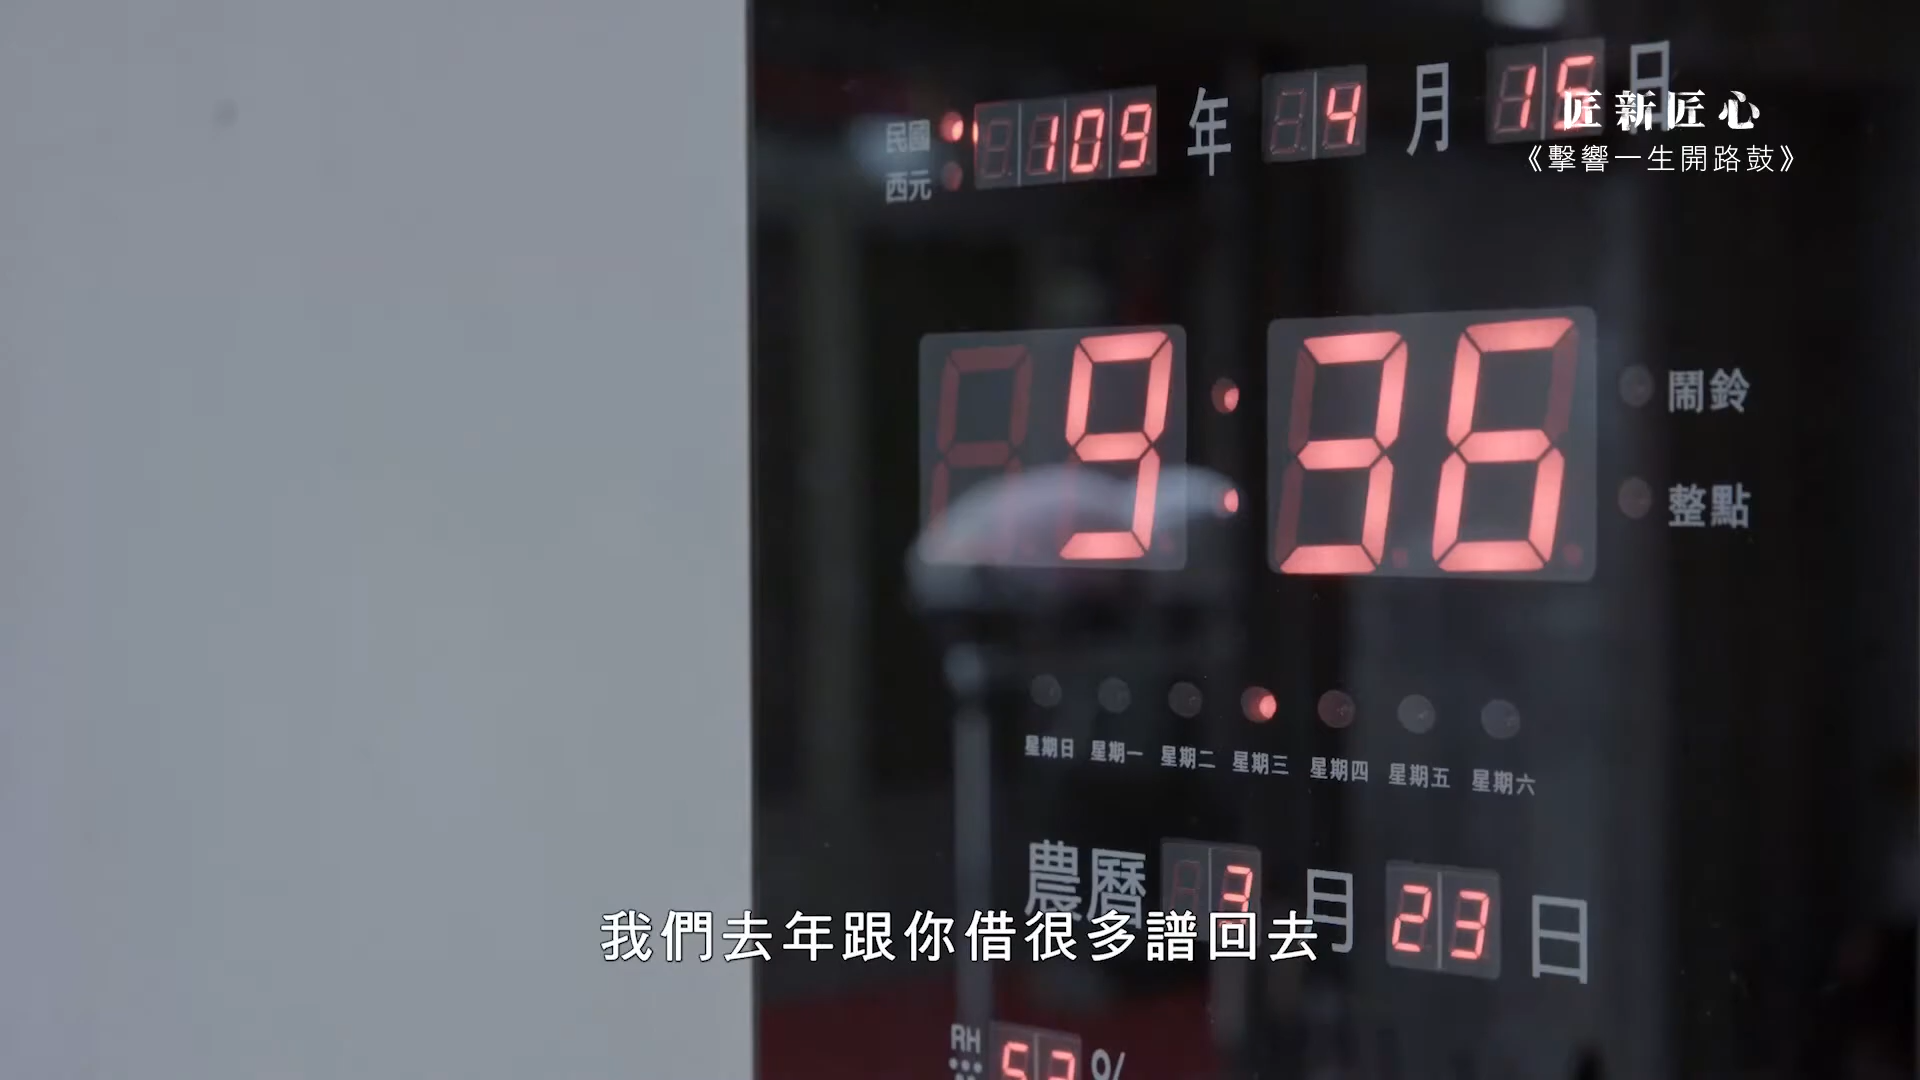 民國 109 年 4 月 15 日
西元
匠新匠心
《擊響一生開路鼓》
9:36
鬧鈴
整點
星期日 星期一 星期二 星期三 星期四 星期五 星期六
農曆 3 月 23 日
我們去年跟你借很多譜回去
RH %